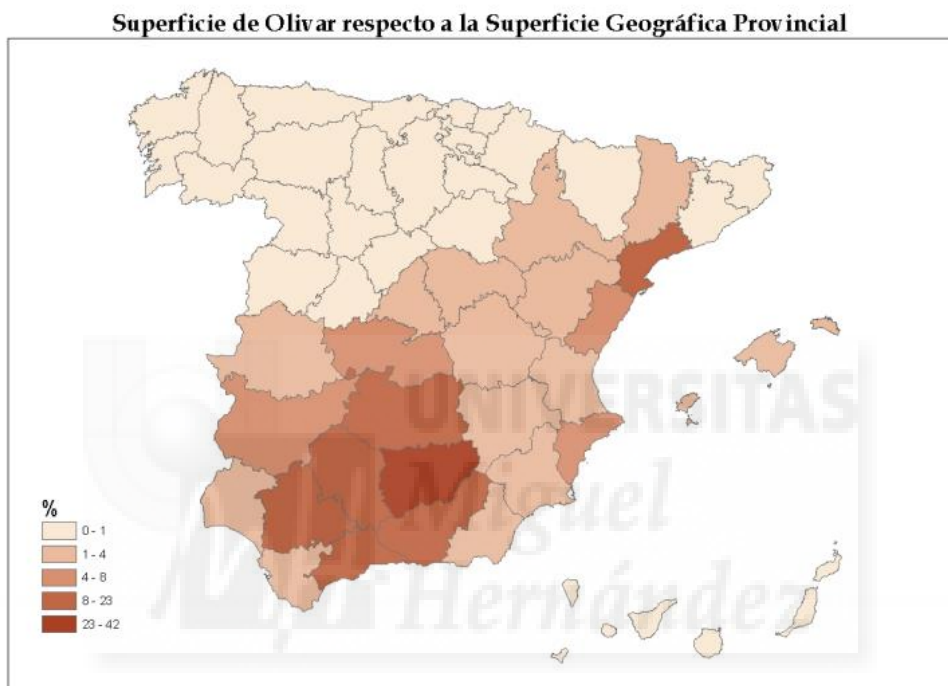 Superficie de Olivar respecto a la Superficie Geográfica Provincial
UNIVERSITAS
Miguel
Hernández
%
0 - 1
1 - 4
4 - 8
8 - 23
23 - 42